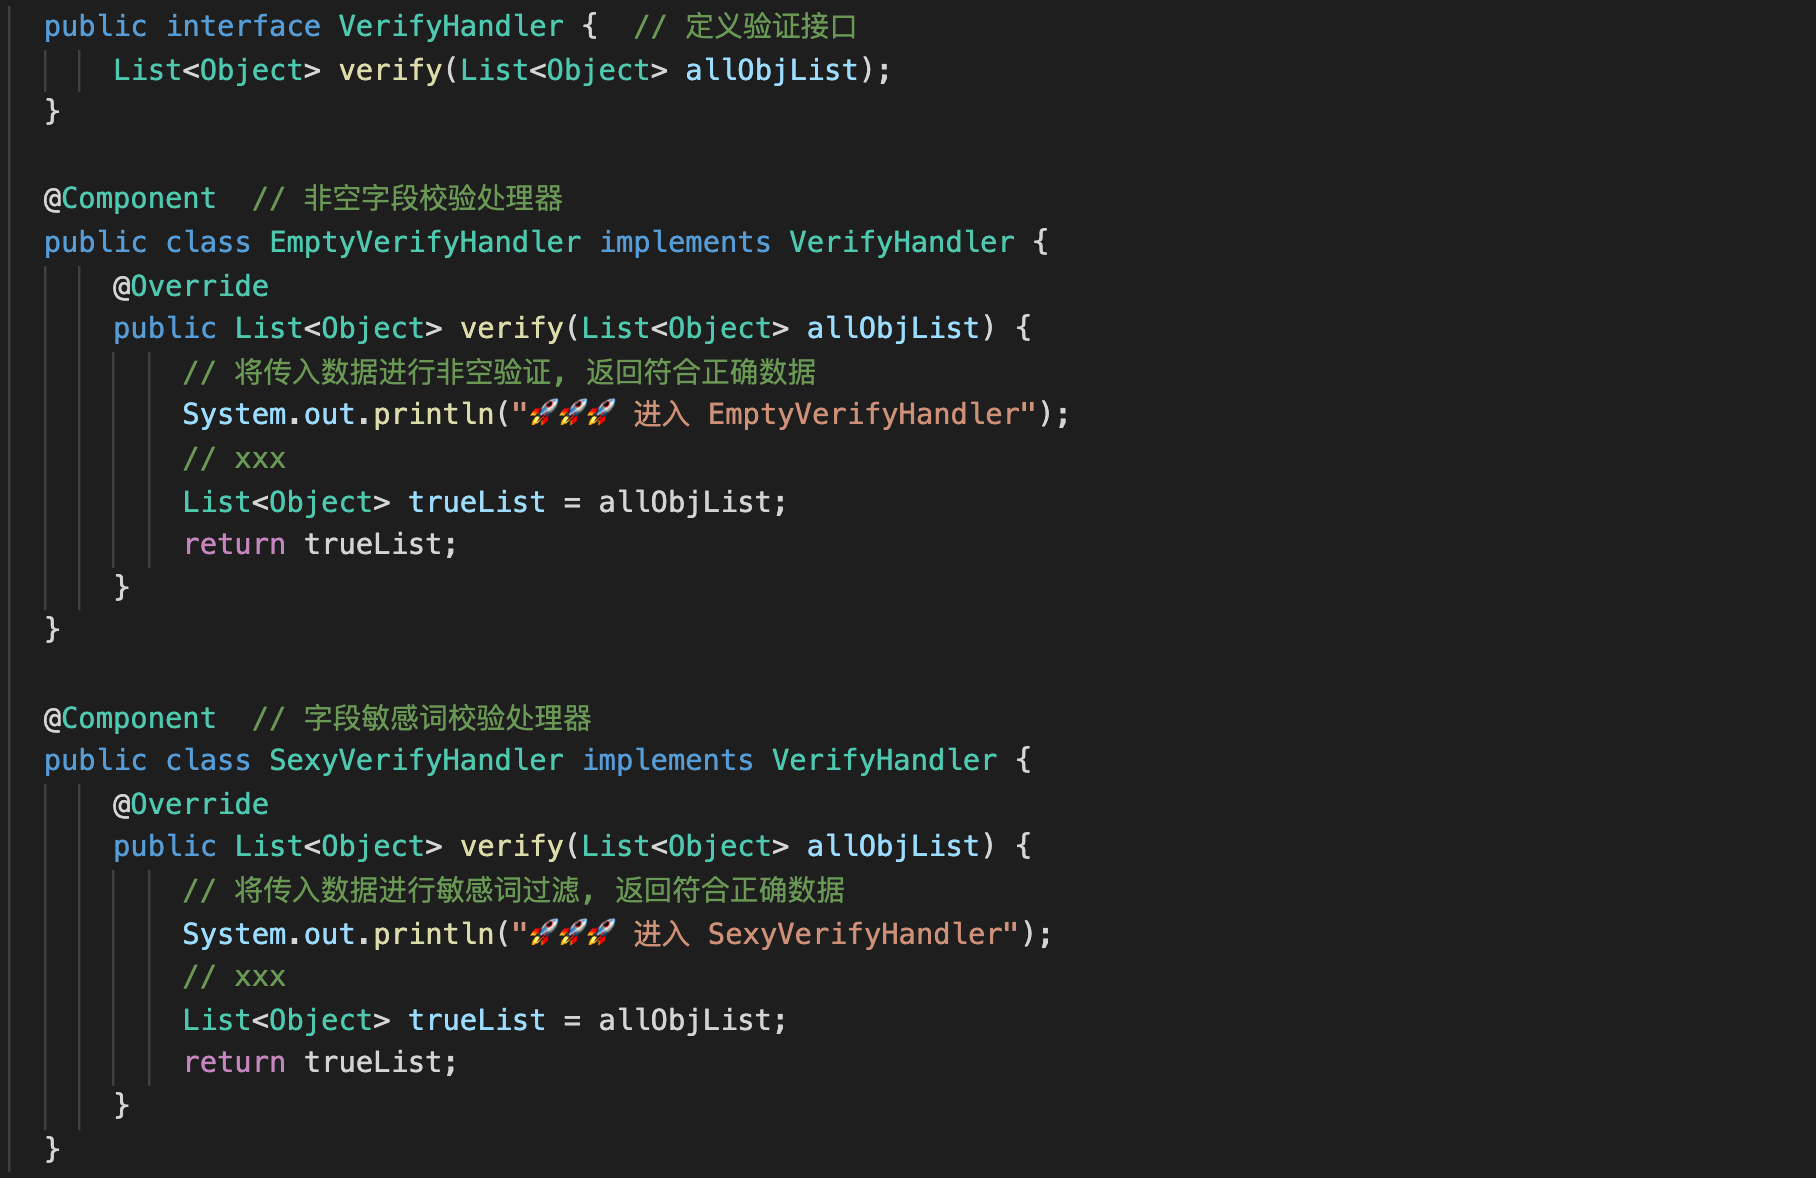 public interface VerifyHandler {  // 定义验证接口
    List<Object> verify(List<Object> allObjList);
}

@Component  // 非空字段校验处理器
public class EmptyVerifyHandler implements VerifyHandler {
    @Override
    public List<Object> verify(List<Object> allObjList) {
        // 将传入数据进行非空验证, 返回符合正确数据
        System.out.println("🚀🚀🚀 进入 EmptyVerifyHandler");
        // xxx
        List<Object> trueList = allObjList;
        return trueList;
    }
}

@Component  // 字段敏感词校验处理器
public class SexyVerifyHandler implements VerifyHandler {
    @Override
    public List<Object> verify(List<Object> allObjList) {
        // 将传入数据进行敏感词过滤, 返回符合正确数据
        System.out.println("🚀🚀🚀 进入 SexyVerifyHandler");
        // xxx
        List<Object> trueList = allObjList;
        return trueList;
    }
}